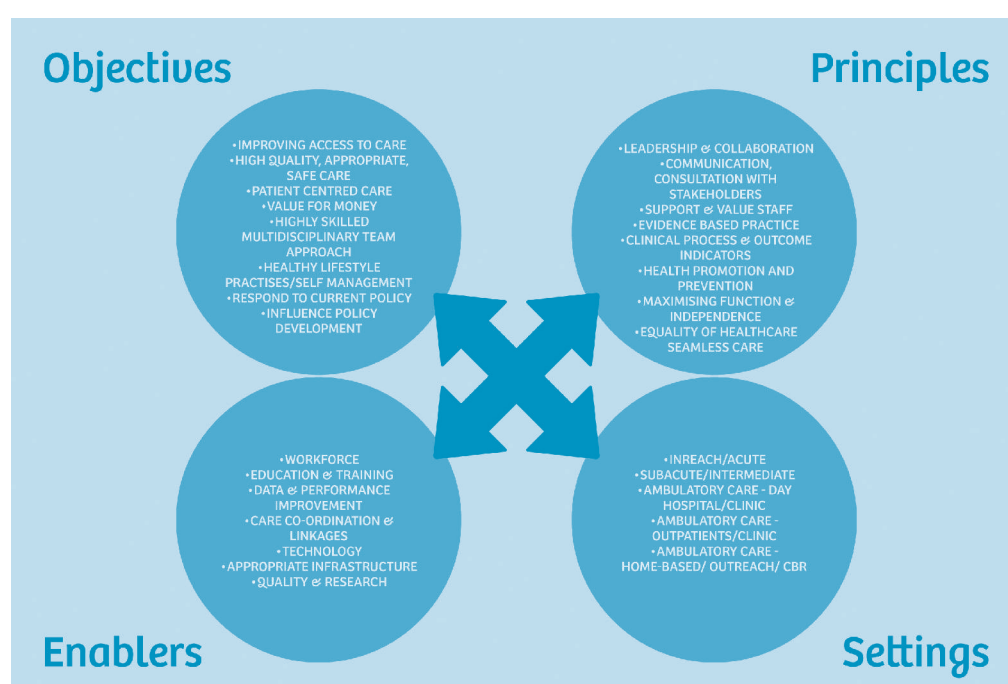 Objectives
•IMPROVING ACCESS TO CARE
•HIGH QUALITY, APPROPRIATE,
SAFE CARE
•PATIENT CENTRED CARE
•VALUE FOR MONEY
•HIGHLY SKILLED
MULTIDISCIPLINARY TEAM
APPROACH
•HEALTHY LIFESTYLE
PRACTISES/SELF MANAGEMENT
•RESPOND TO CURRENT POLICY
•INFLUENCE POLICY
DEVELOPMENT
Principles
•LEADERSHIP & COLLABORATION
•COMMUNICATION,
CONSULTATION WITH
STAKEHOLDERS
•SUPPORT & VALUE STAFF
•EVIDENCE BASED PRACTICE
•CLINICAL PROCESS & OUTCOME
INDICATORS
•HEALTH PROMOTION AND
PREVENTION
•MAXIMISING FUNCTION &
INDEPENDENCE
•EQUALITY OF HEALTHCARE
SEAMLESS CARE
•WORKFORCE
•EDUCATION & TRAINING
•DATA & PERFORMANCE
IMPROVEMENT
•CARE CO-ORDINATION &
LINKAGES
•TECHNOLOGY
•APPROPRIATE INFRASTRUCTURE
•QUALITY & RESEARCH
Enablers
•INREACH/ACUTE
•SUBACUTE/INTERMEDIATE
•AMBULATORY CARE - DAY
HOSPITAL/CLINIC
•AMBULATORY CARE -
OUTPATIENTS/CLINIC
•AMBULATORY CARE -
HOME-BASED/ OUTREACH/ CBR
Settings